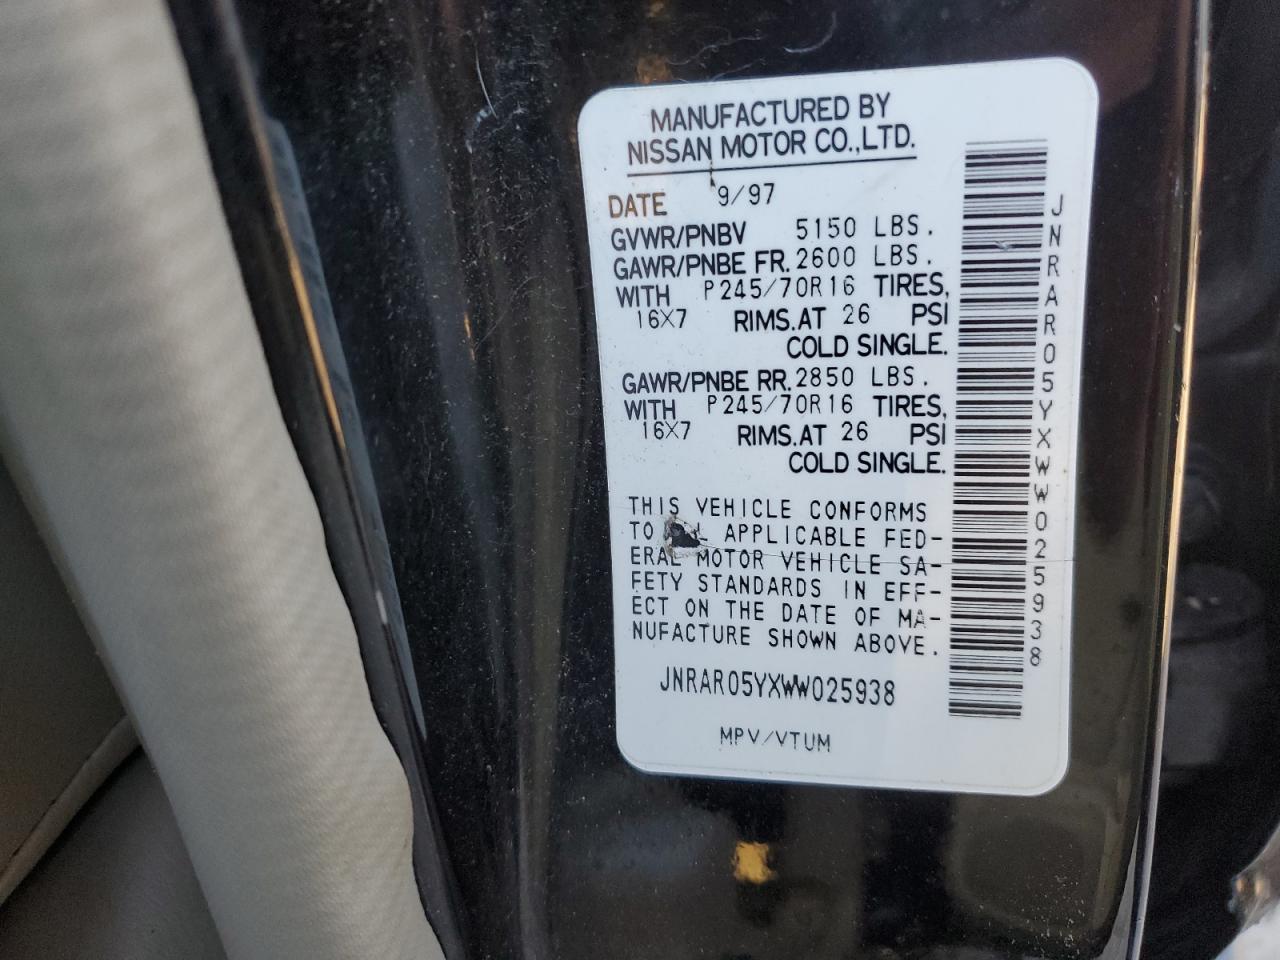 MANUFACTURED BY
NISSAN MOTOR CO.,LTD.
DATE 9/97
GVWR/PNBV 5150 LBS.
GAWR/PNBE FR. 2600 LBS.
WITH P245/70R16 TIRES,
16X7 RIMS.AT 26 PSI
COLD SINGLE.
GAWR/PNBE RR. 2850 LBS.
WITH P245/70R16 TIRES,
16X7 RIMS.AT 26 PSI
COLD SINGLE.
THIS VEHICLE CONFORMS
TO APPLICABLE FED-
ERAL MOTOR VEHICLE SA-
FETY STANDARDS IN EFF-
ECT ON THE DATE OF MA-
NUFACTURE SHOWN ABOVE.
JNRAR05YXWW025938
MPV/VTUM
JNRAR05YXWW025938